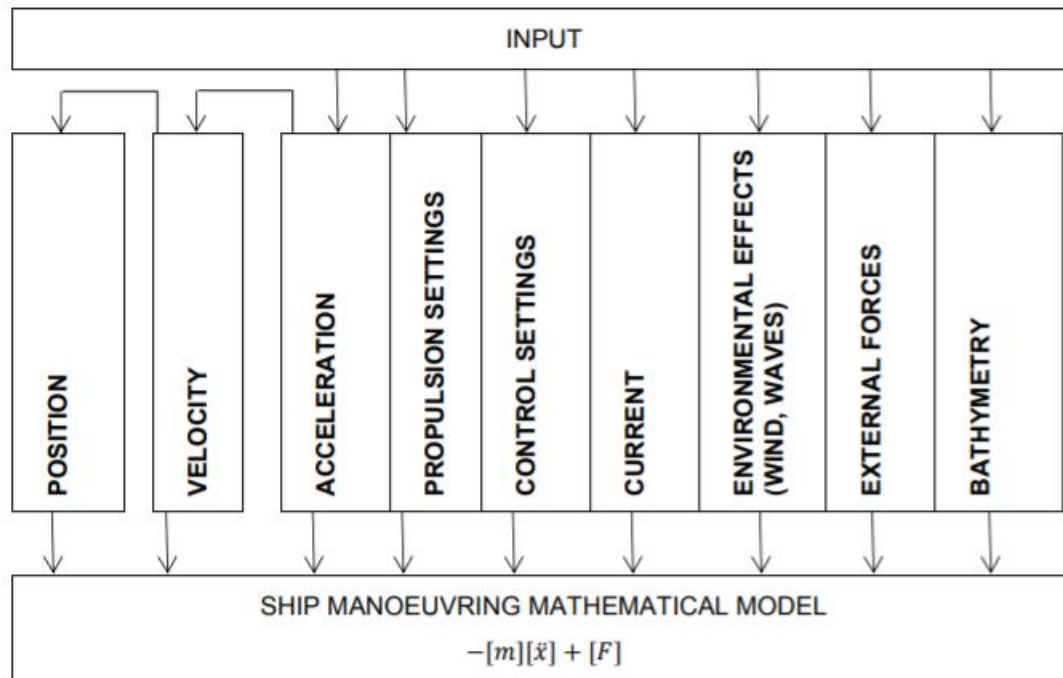 INPUT
POSITION
VELOCITY
ACCELERATION
PROPULSION SETTINGS
CONTROL SETTINGS
CURRENT
ENVIRONMENTAL EFFECTS
(WIND, WAVES)
EXTERNAL FORCES
BATHYMETRY
SHIP MANOEUVRING MATHEMATICAL MODEL
−[m][ẍ] + [F]